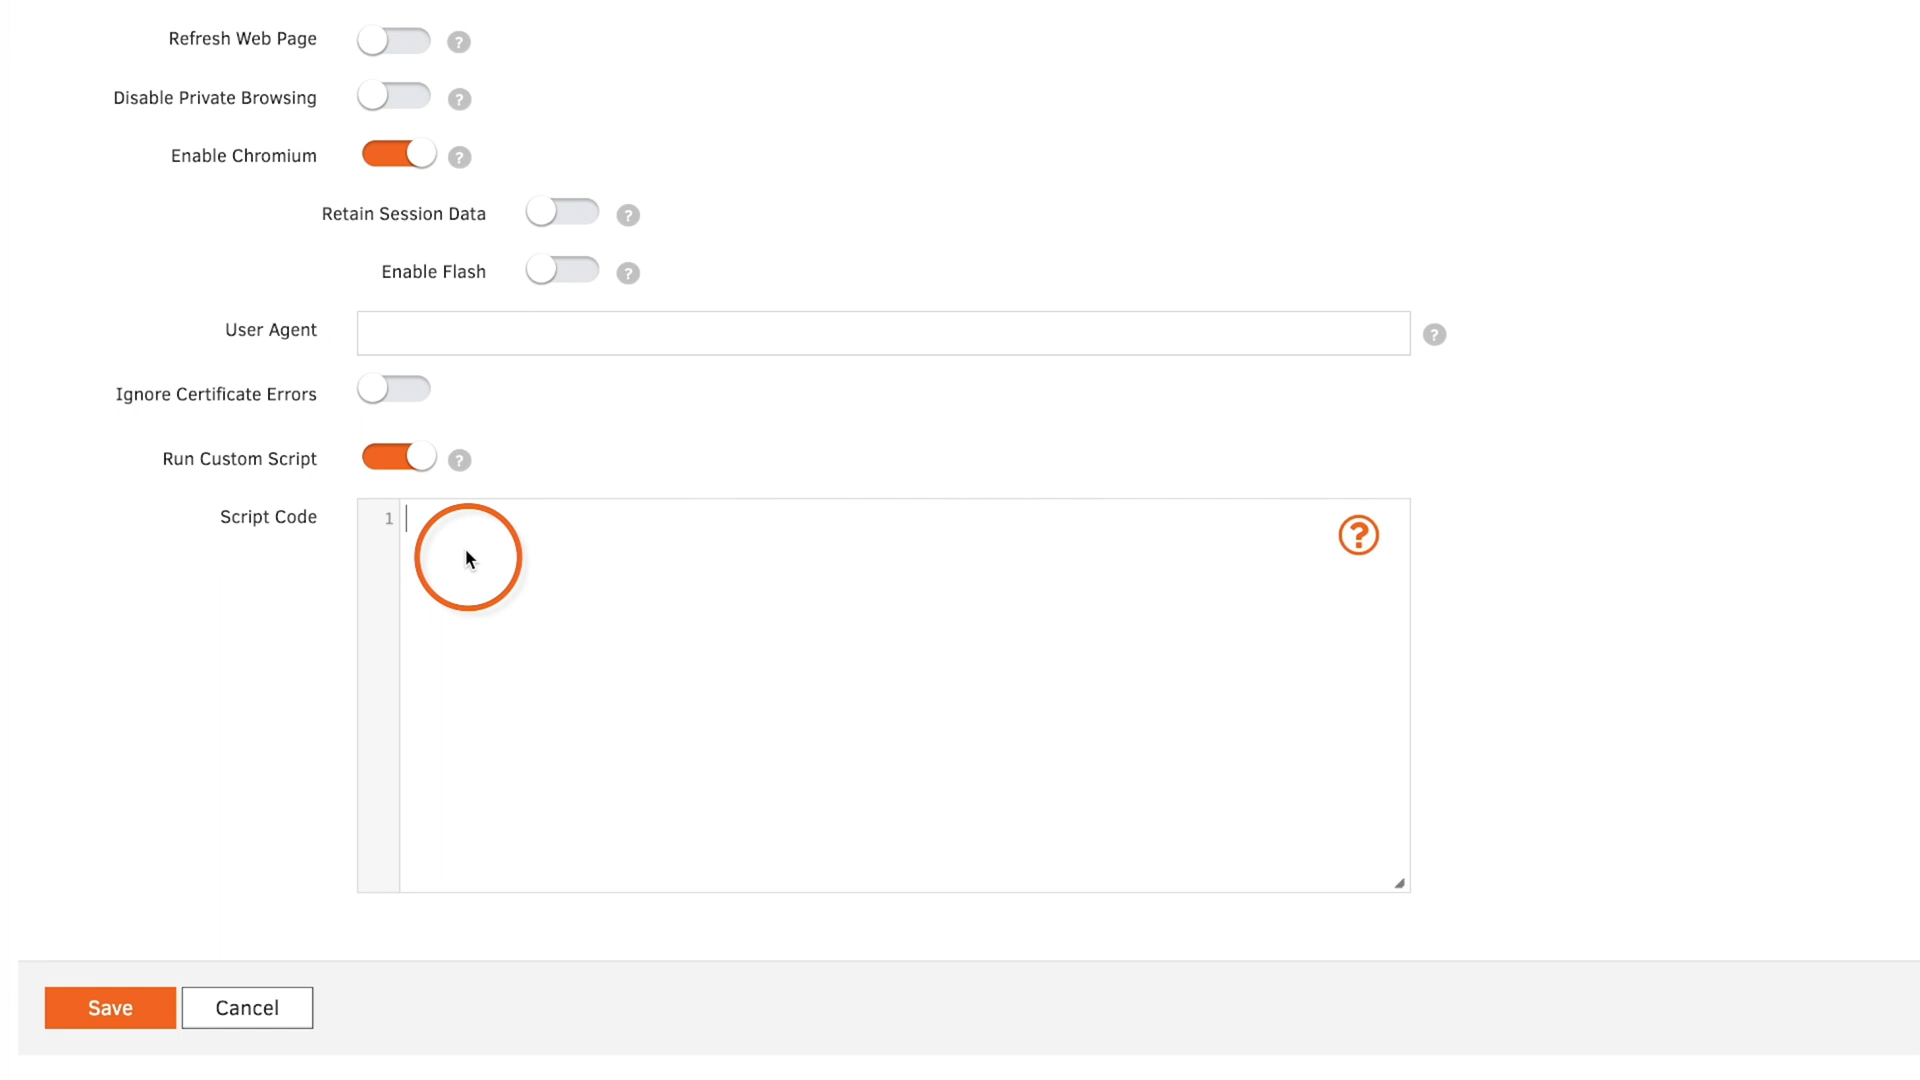 Refresh Web Page ?
Disable Private Browsing ?
Enable Chromium ?
Retain Session Data ?
Enable Flash ?
User Agent ?
Ignore Certificate Errors
Run Custom Script ?
Script Code 1 ?
Save Cancel